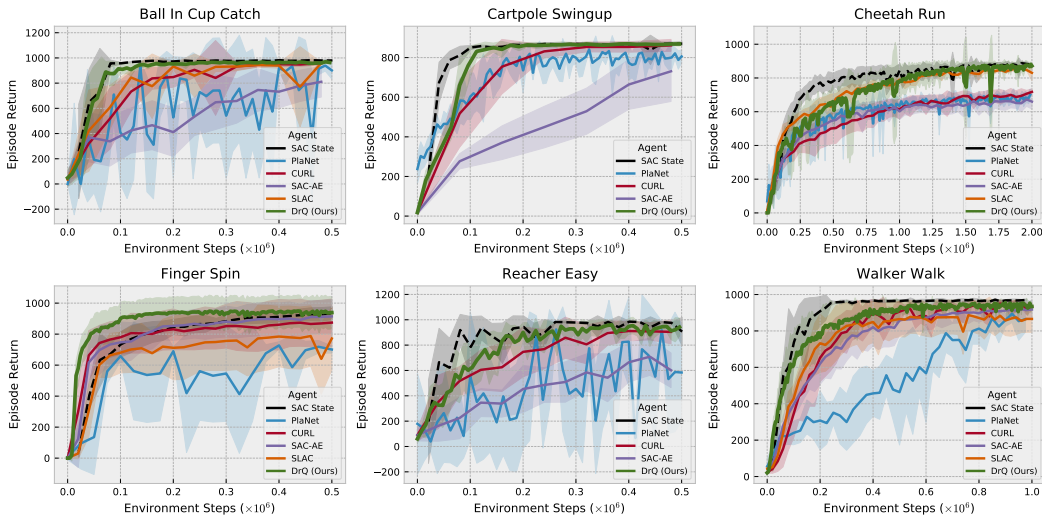 Ball In Cup Catch
1200
1000
800
600
400
200
0
−200
Episode Return
0.0 0.1 0.2 0.3 0.4 0.5
Environment Steps (×10⁶)
Agent
SAC State
PlaNet
CURL
SAC-AE
SLAC
DrQ (Ours)
Cartpole Swingup
800
600
400
200
0
Episode Return
0.0 0.1 0.2 0.3 0.4 0.5
Environment Steps (×10⁶)
Agent
SAC State
PlaNet
CURL
SAC-AE
DrQ (Ours)
Cheetah Run
1000
800
600
400
200
0
Episode Return
0.00 0.25 0.50 0.75 1.00 1.25 1.50 1.75 2.00
Environment Steps (×10⁶)
Agent
SAC State
PlaNet
CURL
SAC-AE
SLAC
DrQ (Ours)
Finger Spin
1000
800
600
400
200
0
Episode Return
0.0 0.1 0.2 0.3 0.4 0.5
Environment Steps (×10⁶)
Agent
SAC State
PlaNet
CURL
SAC-AE
SLAC
DrQ (Ours)
Reacher Easy
1200
1000
800
600
400
200
0
−200
Episode Return
0.0 0.1 0.2 0.3 0.4 0.5
Environment Steps (×10⁶)
Agent
SAC State
PlaNet
CURL
SAC-AE
DrQ (Ours)
Walker Walk
1000
800
600
400
200
0
Episode Return
0.0 0.2 0.4 0.6 0.8 1.0
Environment Steps (×10⁶)
Agent
SAC State
PlaNet
CURL
SAC-AE
SLAC
DrQ (Ours)